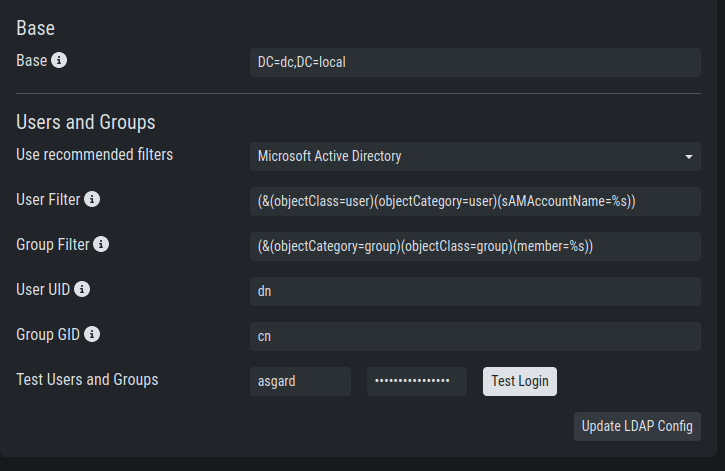 Base
Base DC=dc,DC=local
Users and Groups
Use recommended filters Microsoft Active Directory
User Filter (&(objectClass=user)(objectCategory=user)(sAMAccountName=%s))
Group Filter (&(objectCategory=group)(objectClass=group)(member=%s))
User UID dn
Group GID cn
Test Users and Groups asgard •••••••••••••••• Test Login
Update LDAP Config